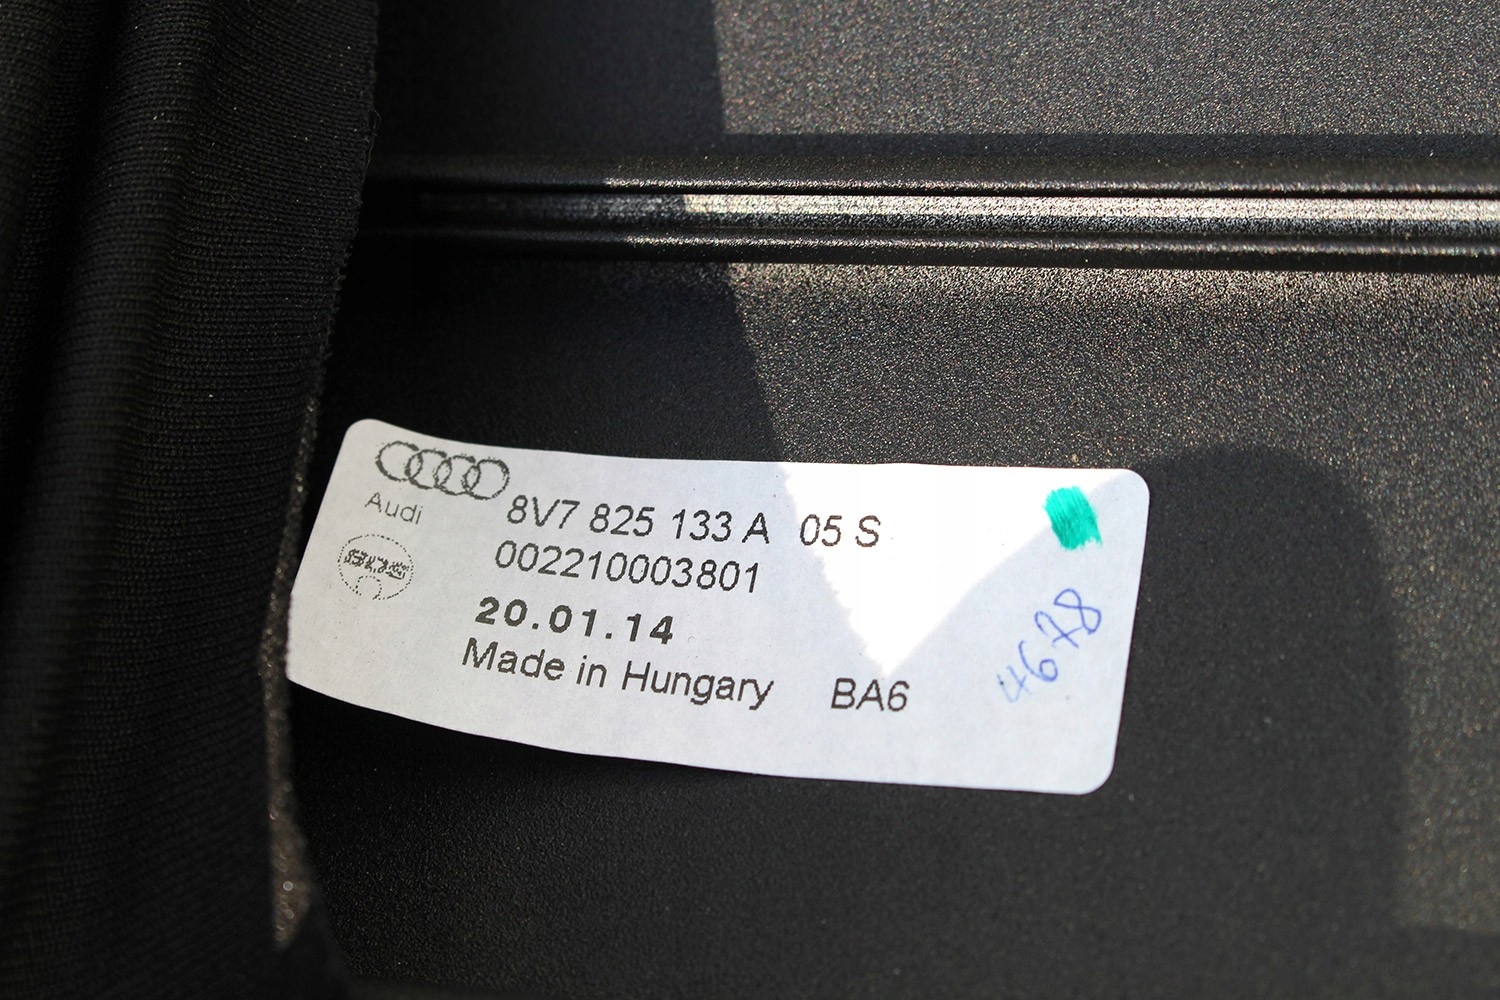 Audi
8V7 825 133 A 05 S
002210003801
20.01.14
Made in Hungary BA6
4678